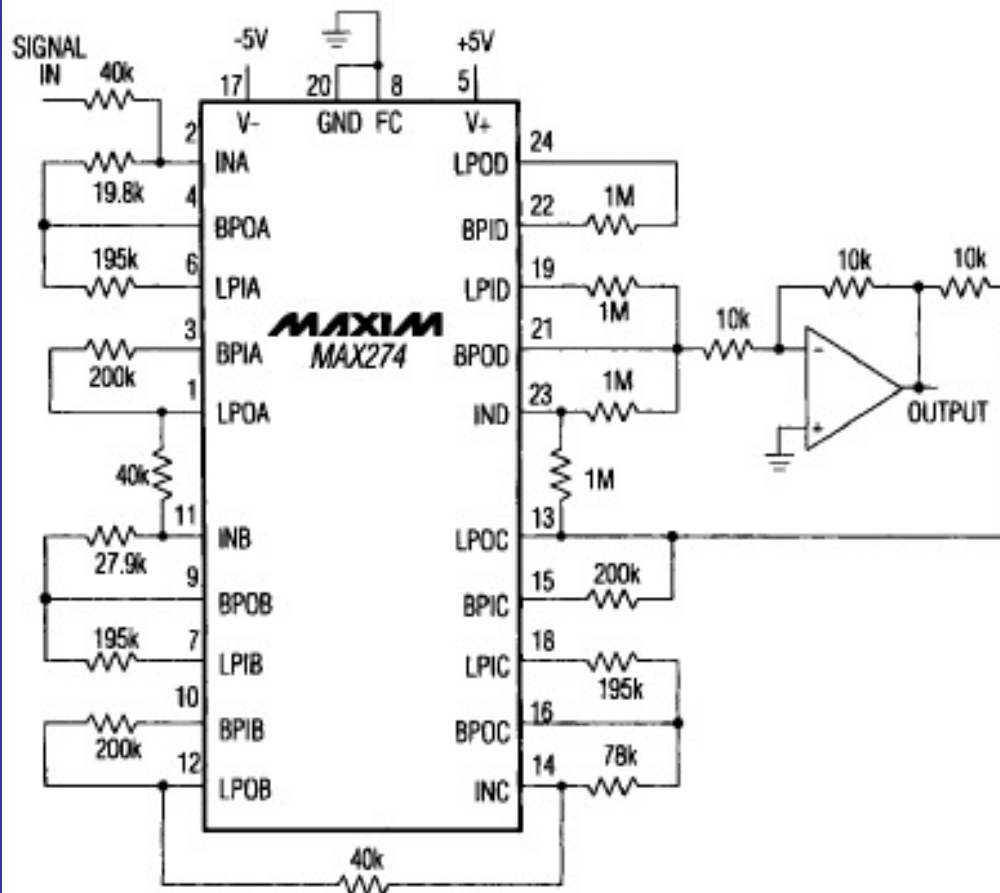 SIGNAL
IN
40k
-5V
+5V
17
20
8
5
V-
GND
FC
V+
2
INA
19.8k
4
BPOA
195k
6
LPIA
3
BPIA
200k
1
LPOA
40k
11
INB
27.9k
9
BPOB
195k
7
LPIB
10
BPIB
200k
12
LPOB
MAXIM
MAX274
24
LPOD
1M
22
BPID
19
LPID
1M
21
BPOD
1M
23
IND
1M
13
LPOC
200k
15
BPIC
18
LPIC
195k
16
BPOC
78k
14
INC
40k
10k
10k
10k
-
+
OUTPUT